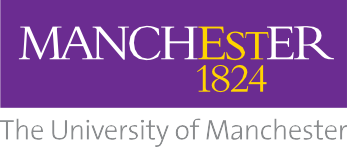 MANCHEsTER
1824
The University of Manchester